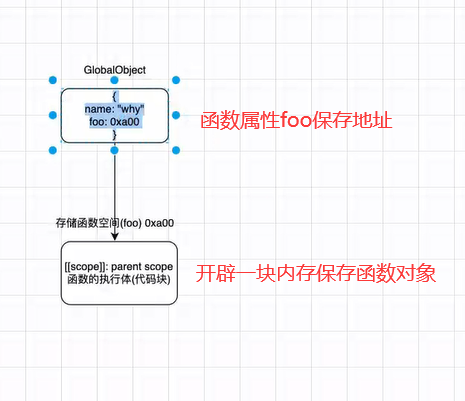 GlobalObject
{
name: "why"
foo: 0xa00
}
函数属性foo保存地址
存储函数空间(foo) 0xa00
[[scope]]: parent scope
函数的执行体(代码块)
开辟一块内存保存函数对象